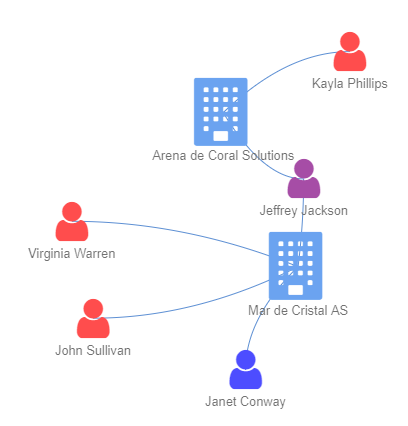 Kayla Phillips
Arena de Coral Solutions
Jeffrey Jackson
Virginia Warren
Mar de Cristal AS
John Sullivan
Janet Conway